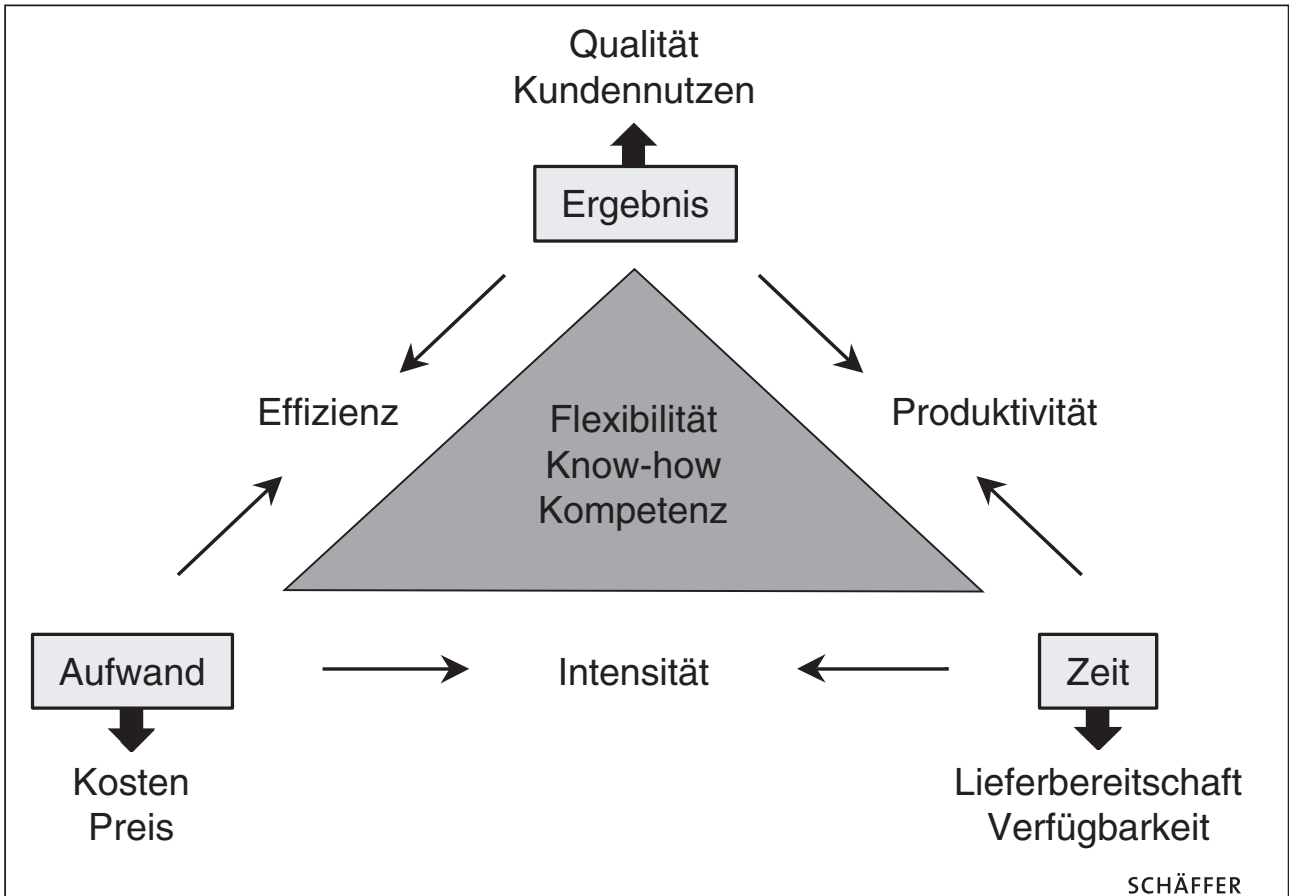 Qualität
Kundennutzen
Ergebnis
Effizienz
Flexibilität
Know-how
Kompetenz
Produktivität
Aufwand
Intensität
Zeit
Kosten
Preis
Lieferbereitschaft
Verfügbarkeit
SCHÄFFER